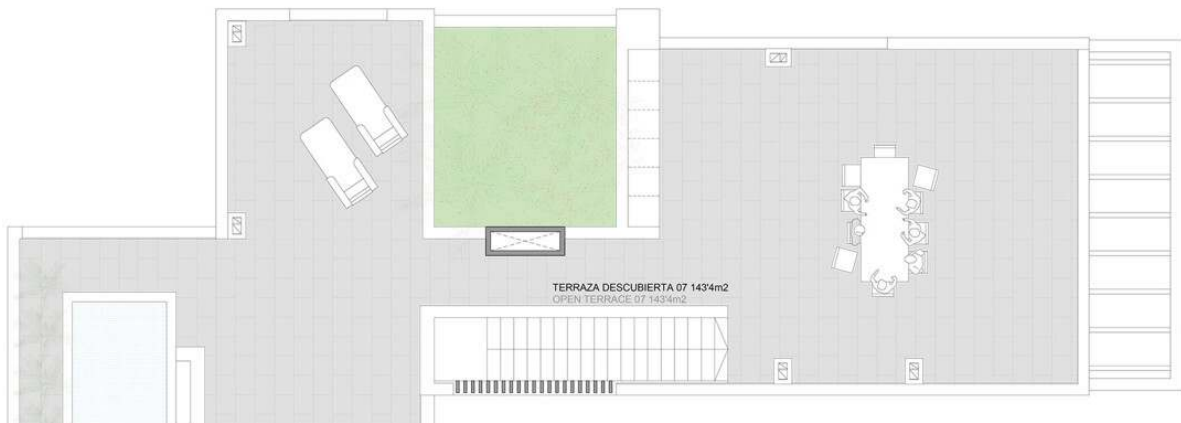 TERRAZA DESCUBIERTA 07 143'4m2
OPEN TERRACE 07 143'4m2